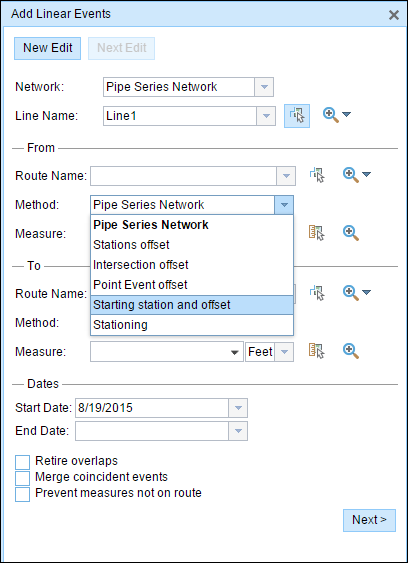 Add Linear Events
New Edit Next Edit
Network: Pipe Series Network
Line Name: Line1
From
Route Name:
Method: Pipe Series Network
Pipe Series Network
Measure:
Stations offset
Intersection offset
To
Point Event offset
Route Name:
Starting station and offset
Method:
Stationing
Measure: Feet
Dates
Start Date: 8/19/2015
End Date:
Retire overlaps
Merge coincident events
Prevent measures not on route
Next >